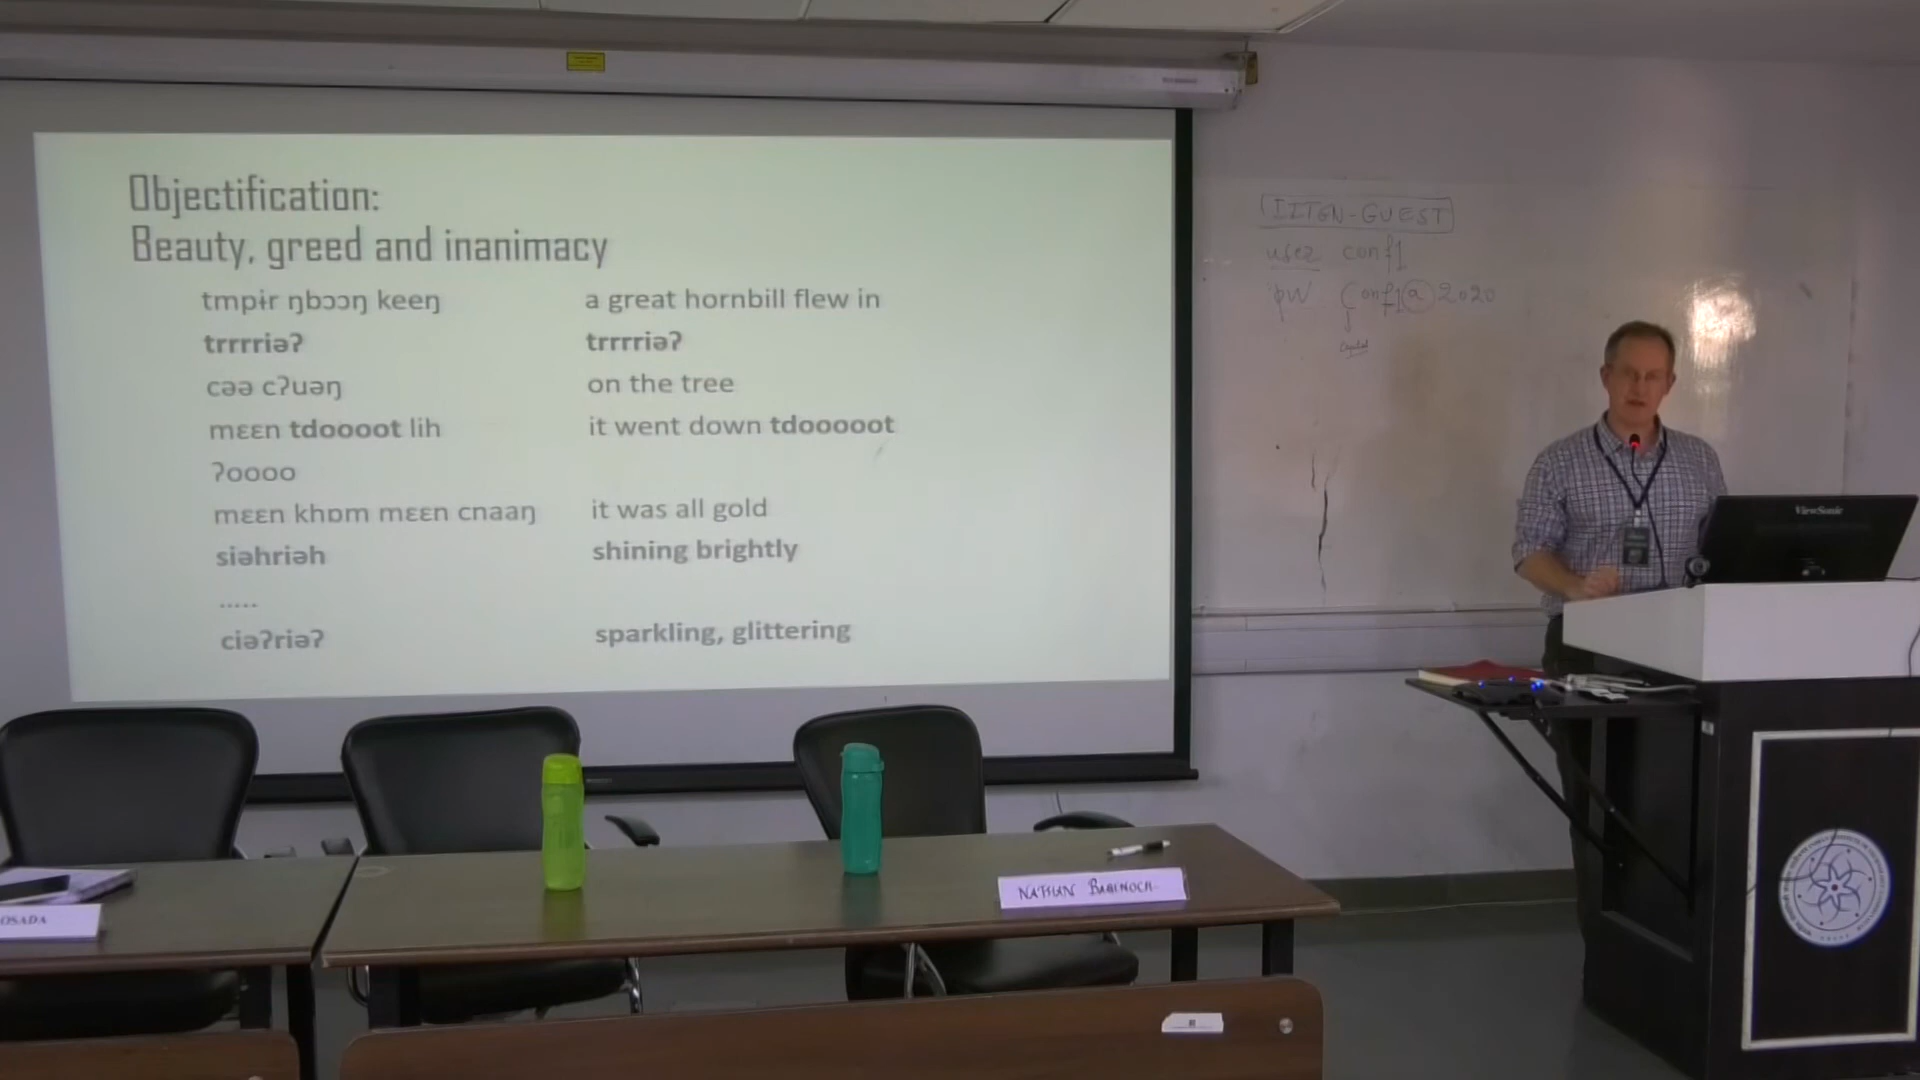 Objectification:
Beauty, greed and inanimacy
tmpɨr ŋbɔɔŋ keeŋ
a great hornbill flew in
trrrriəʔ
trrrriəʔ
cəə cʔuəŋ
on the tree
mɛɛn tdoooot lih
it went down tdooooot
ʔoooo
mɛɛn khɒm mɛɛn cnaaŋ
it was all gold
siəhriəh
shining brightly
.....
ciəʔriəʔ
sparkling, glittering
IITGN-GUEST
user conf1
pw Conf1@2020
Capital
ViewSonic
OSADA
NATHAN BADENOCH